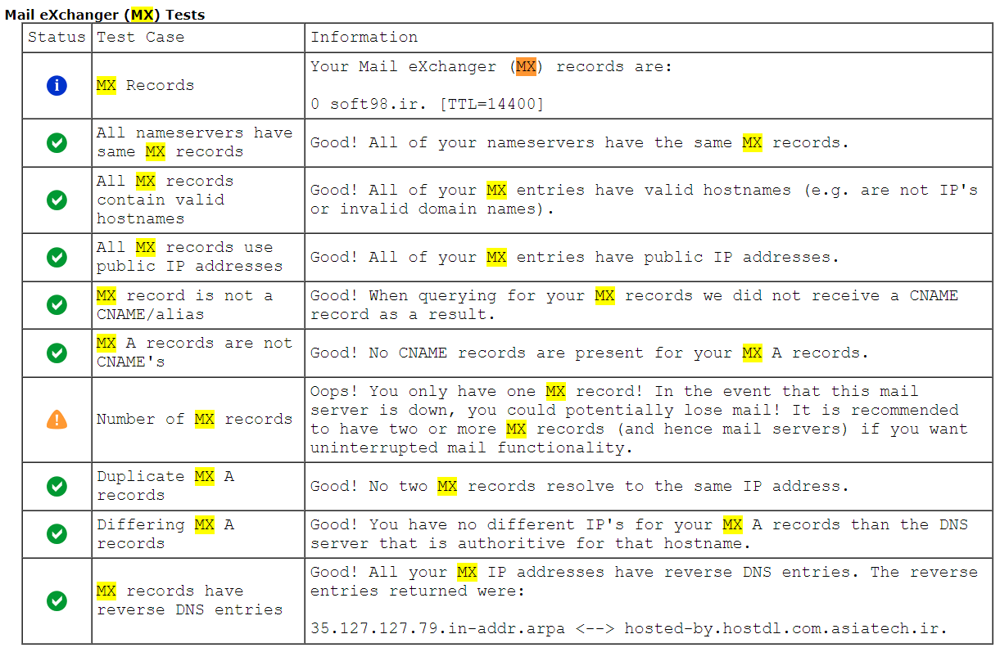 Mail eXchanger (MX) Tests
Status Test Case Information
MX Records
Your Mail eXchanger (MX) records are:
0 soft98.ir. [TTL=14400]
All nameservers have
same MX records
Good! All of your nameservers have the same MX records.
All MX records
contain valid
hostnames
Good! All of your MX entries have valid hostnames (e.g. are not IP's
or invalid domain names).
All MX records use
public IP addresses
Good! All of your MX entries have public IP addresses.
MX record is not a
CNAME/alias
Good! When querying for your MX records we did not receive a CNAME
record as a result.
MX A records are not
CNAME's
Good! No CNAME records are present for your MX A records.
Number of MX records
Oops! You only have one MX record! In the event that this mail
server is down, you could potentially lose mail! It is recommended
to have two or more MX records (and hence mail servers) if you want
uninterrupted mail functionality.
Duplicate MX A
records
Good! No two MX records resolve to the same IP address.
Differing MX A
records
Good! You have no different IP's for your MX A records than the DNS
server that is authoritive for that hostname.
MX records have
reverse DNS entries
Good! All your MX IP addresses have reverse DNS entries. The reverse
entries returned were:
35.127.127.79.in-addr.arpa <--> hosted-by.hostdl.com.asiatech.ir.